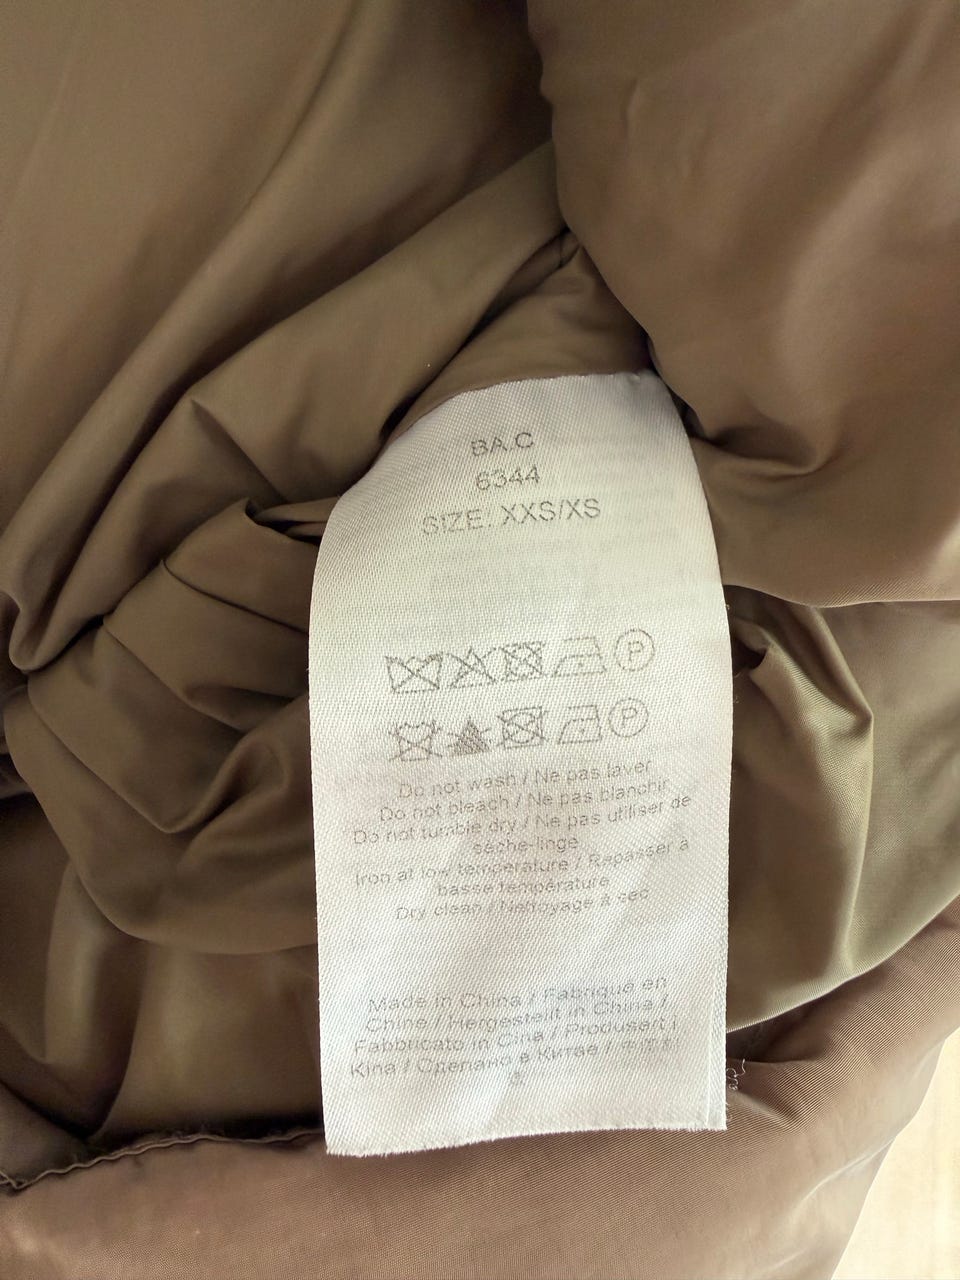 BA.C
6344
SIZE. XXS/XS
P
P
Do not wash / Ne pas laver
Do not bleach / Ne pas blanchir
Do not tumble dry / Ne pas utiliser de
sèche-linge
Iron at low temperature / Repasser à
basse température
Dry clean / Nettoyage à sec
Made in China / Fabriqué en
Chine / Hergestellt in China /
Fabbricato in Cina / Produsert i
Kina / Сделано в Китае /